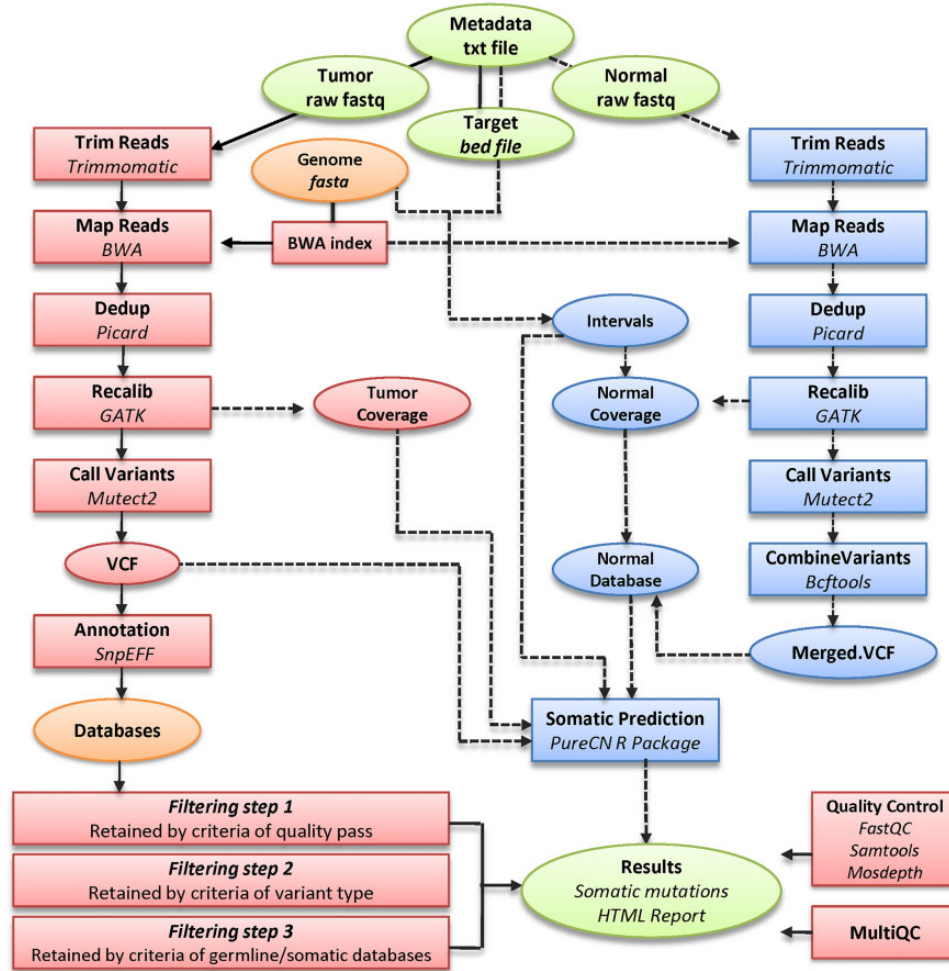 Metadata
txt file
Tumor
raw fastq
Normal
raw fastq
Target
bed file
Genome
fasta
BWA index
Trim Reads
Trimmomatic
Map Reads
BWA
Dedup
Picard
Recalib
GATK
Call Variants
Mutect2
VCF
Annotation
SnpEFF
Databases
Tumor
Coverage
Intervals
Normal
Coverage
Normal
Database
Trim Reads
Trimmomatic
Map Reads
BWA
Dedup
Picard
Recalib
GATK
Call Variants
Mutect2
CombineVariants
Bcftools
Merged.VCF
Somatic Prediction
PureCN R Package
Filtering step 1
Retained by criteria of quality pass
Filtering step 2
Retained by criteria of variant type
Filtering step 3
Retained by criteria of germline/somatic databases
Results
Somatic mutations
HTML Report
Quality Control
FastQC
Samtools
Mosdepth
MultiQC